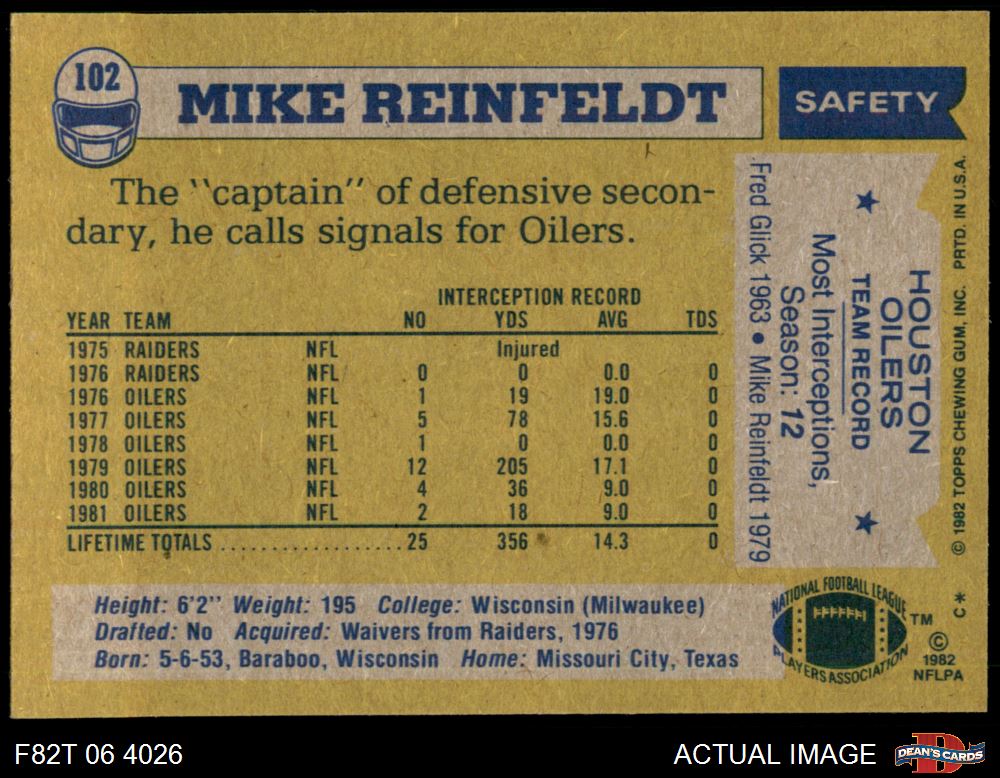 102
MIKE REINFELDT
SAFETY
The "captain" of defensive secon-
dary, he calls signals for Oilers.
INTERCEPTION RECORD
YEAR TEAM NO YDS AVG TDS
1975 RAIDERS NFL Injured
1976 RAIDERS NFL 0 0 0.0 0
1976 OILERS NFL 1 19 19.0 0
1977 OILERS NFL 5 78 15.6 0
1978 OILERS NFL 1 0 0.0 0
1979 OILERS NFL 12 205 17.1 0
1980 OILERS NFL 4 36 9.0 0
1981 OILERS NFL 2 18 9.0 0
LIFETIME TOTALS ..................25 356 14.3 0
HOUSTON
OILERS
TEAM RECORD
Most Interceptions,
Season: 12
Fred Glick 1963 • Mike Reinfeldt 1979
© 1982 TOPPS CHEWING GUM, INC. PRTD. IN U.S.A.
Height: 6'2" Weight: 195 College: Wisconsin (Milwaukee)
Drafted: No Acquired: Waivers from Raiders, 1976
Born: 5-6-53, Baraboo, Wisconsin Home: Missouri City, Texas
NATIONAL FOOTBALL LEAGUE
PLAYERS ASSOCIATION
TM
©
1982
NFLPA
C*
F82T 06 4026
ACTUAL IMAGE
D
DEAN'S CARDS